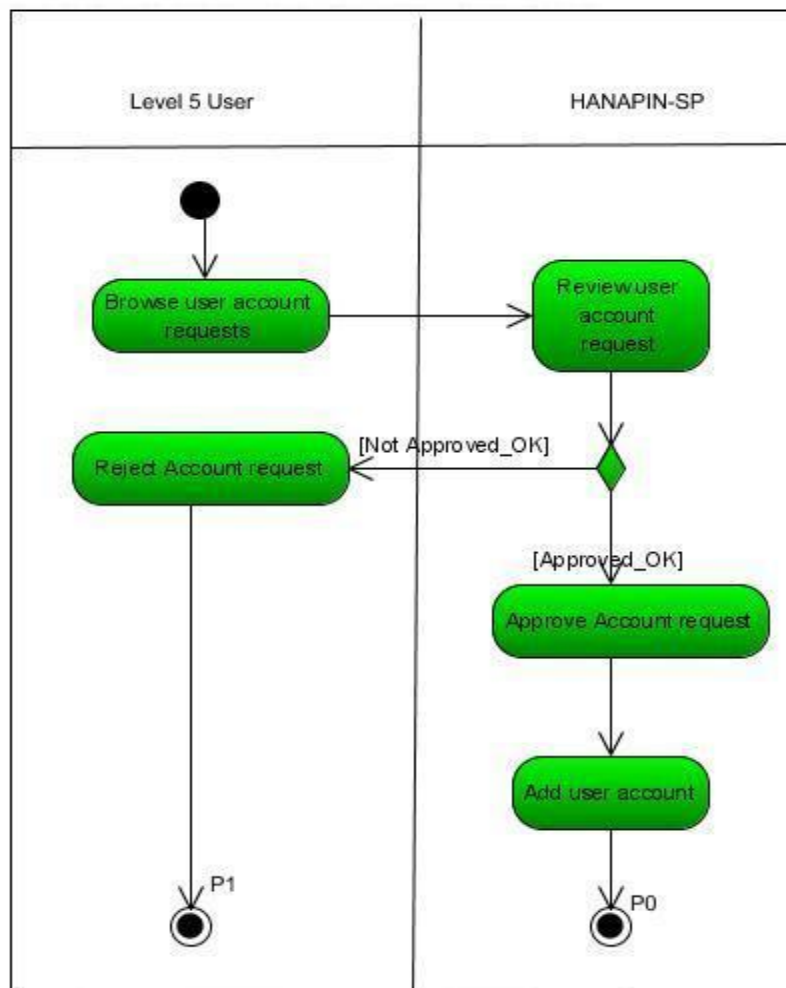 Level 5 User
HANAPIN-SP
Browse user account
requests
Review user
account
request
[Not Approved_OK]
Reject Account request
[Approved_OK]
Approve Account request
Add user account
P1
P0